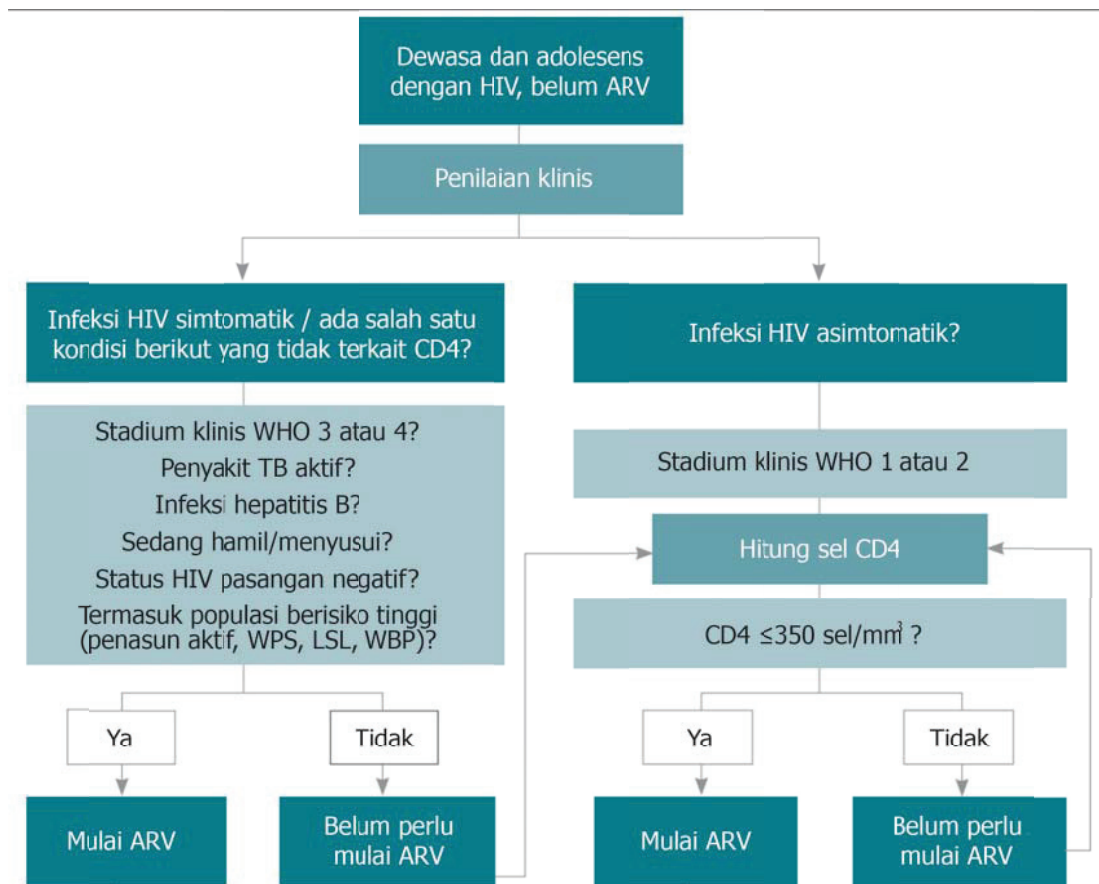 Dewasa dan adolesens
dengan HIV, belum ARV
Penilaian klinis
Infeksi HIV simtomatik / ada salah satu
kondisi berikut yang tidak terkait CD4?
Stadium klinis WHO 3 atau 4?
Penyakit TB aktif?
Infeksi hepatitis B?
Sedang hamil/menyusui?
Status HIV pasangan negatif?
Termasuk populasi berisiko tinggi
(penasun aktif, WPS, LSL, WBP)?
Ya
Tidak
Mulai ARV
Belum perlu
mulai ARV
Infeksi HIV asimtomatik?
Stadium klinis WHO 1 atau 2
Hitung sel CD4
CD4 ≤350 sel/mm³ ?
Ya
Tidak
Mulai ARV
Belum perlu
mulai ARV